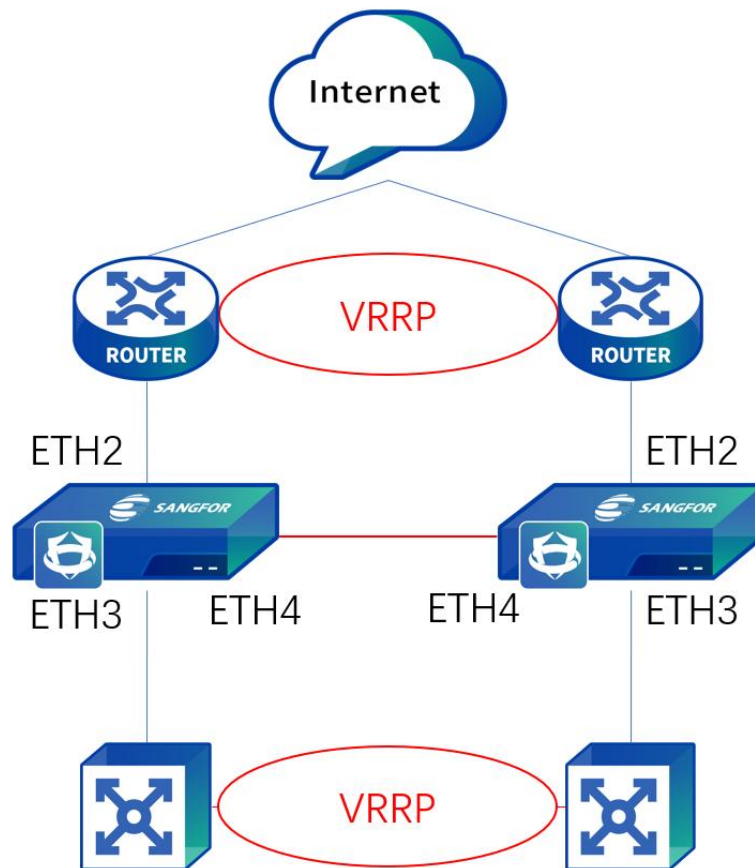 Internet
VRRP
ROUTER
ROUTER
ETH2
ETH2
SANGFOR
SANGFOR
ETH3
ETH4
ETH4
ETH3
VRRP